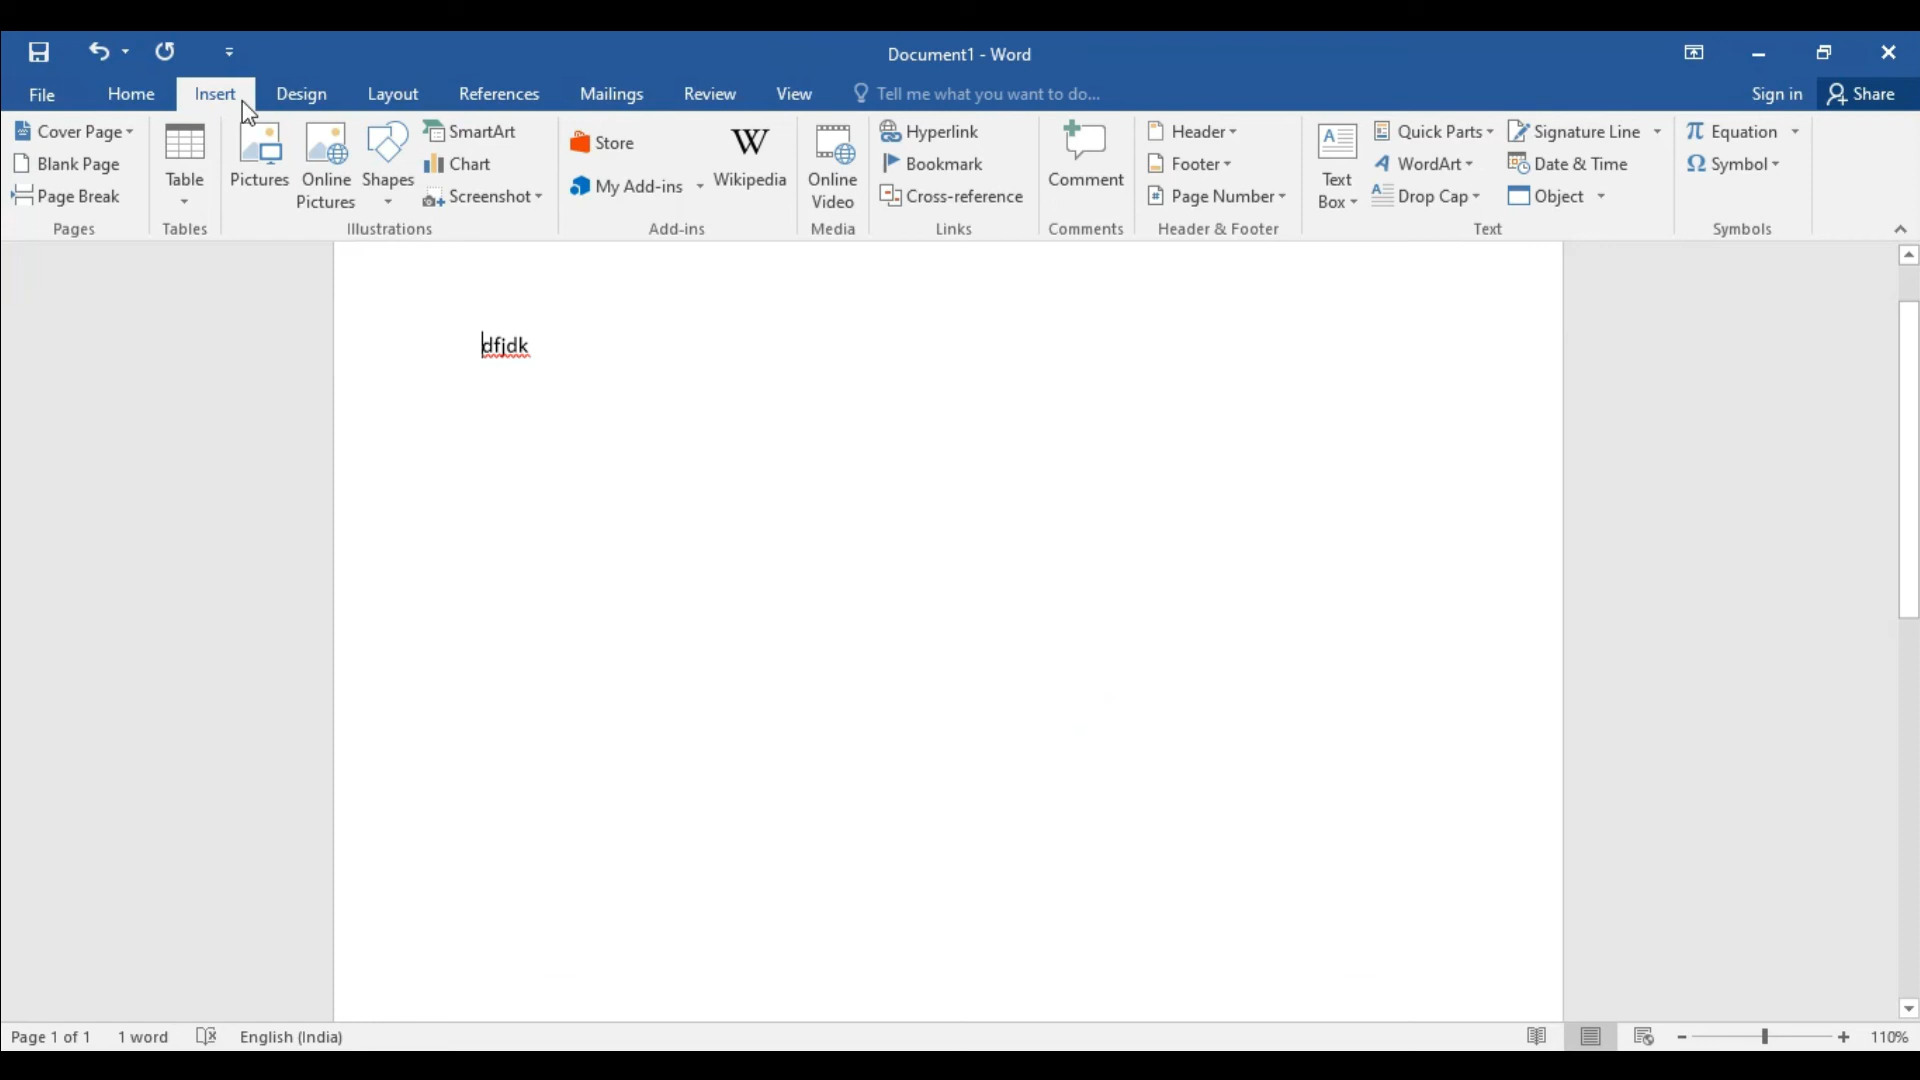 Document1 - Word
File Home Insert Design Layout References Mailings Review View Tell me what you want to do... Sign in Share
Cover Page
Blank Page
Page Break
Pages
Table
Tables
Pictures
Online
Pictures
Shapes
SmartArt
Chart
Screenshot
Illustrations
Store
My Add-ins
W
Wikipedia
Add-ins
Online
Video
Media
Hyperlink
Bookmark
Cross-reference
Links
Comment
Comments
Header
Footer
Page Number
Header & Footer
Text
Box
Quick Parts
WordArt
Drop Cap
Signature Line
Date & Time
Object
Text
Equation
Symbol
Symbols
dfjdk
Page 1 of 1 1 word English (India) 110%